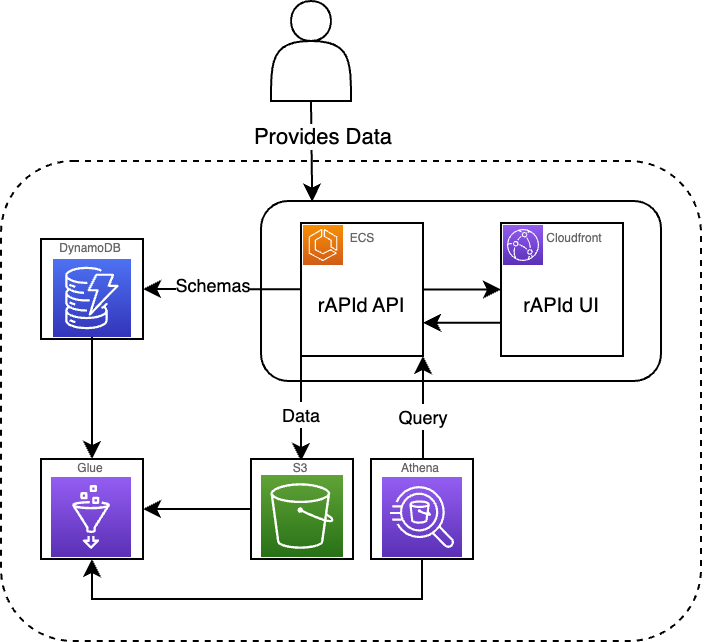 Provides Data
DynamoDB
ECS
Cloudfront
Schemas
rAPId API
rAPId UI
Data
Query
Glue
S3
Athena